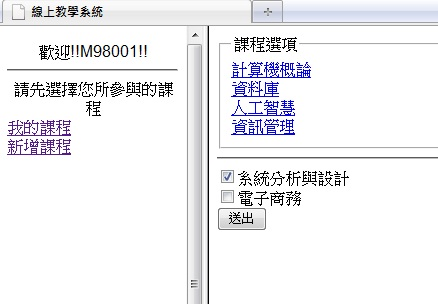 線上教學系統
歡迎!!M98001!!
請先選擇您所參與的課
程
我的課程
新增課程
課程選項
計算機概論
資料庫
人工智慧
資訊管理
系統分析與設計
電子商務
送出